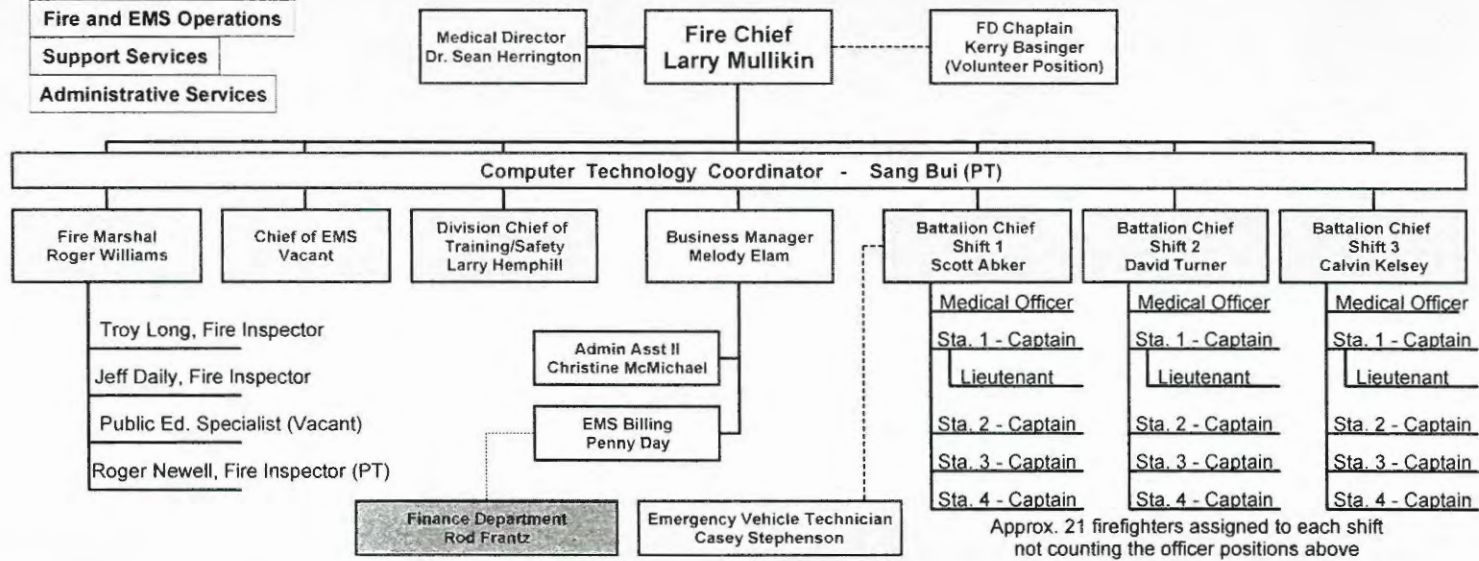 Fire and EMS Operations
Support Services
Administrative Services
Medical Director
Dr. Sean Herrington
Fire Chief
Larry Mullikin
FD Chaplain
Kerry Basinger
(Volunteer Position)
Computer Technology Coordinator - Sang Bui (PT)
Fire Marshal
Roger Williams
Chief of EMS
Vacant
Division Chief of
Training/Safety
Larry Hemphill
Business Manager
Melody Elam
Battalion Chief
Shift 1
Scott Abker
Battalion Chief
Shift 2
David Turner
Battalion Chief
Shift 3
Calvin Kelsey
Troy Long, Fire Inspector
Jeff Daily, Fire Inspector
Public Ed. Specialist (Vacant)
Roger Newell, Fire Inspector (PT)
Admin Asst II
Christine McMichael
EMS Billing
Penny Day
Finance Department
Rod Frantz
Emergency Vehicle Technician
Casey Stephenson
Medical Officer
Sta. 1 - Captain
Lieutenant
Sta. 2 - Captain
Sta. 3 - Captain
Sta. 4 - Captain
Medical Officer
Sta. 1 - Captain
Lieutenant
Sta. 2 - Captain
Sta. 3 - Captain
Sta. 4 - Captain
Medical Officer
Sta. 1 - Captain
Lieutenant
Sta. 2 - Captain
Sta. 3 - Captain
Sta. 4 - Captain
Approx. 21 firefighters assigned to each shift
not counting the officer positions above